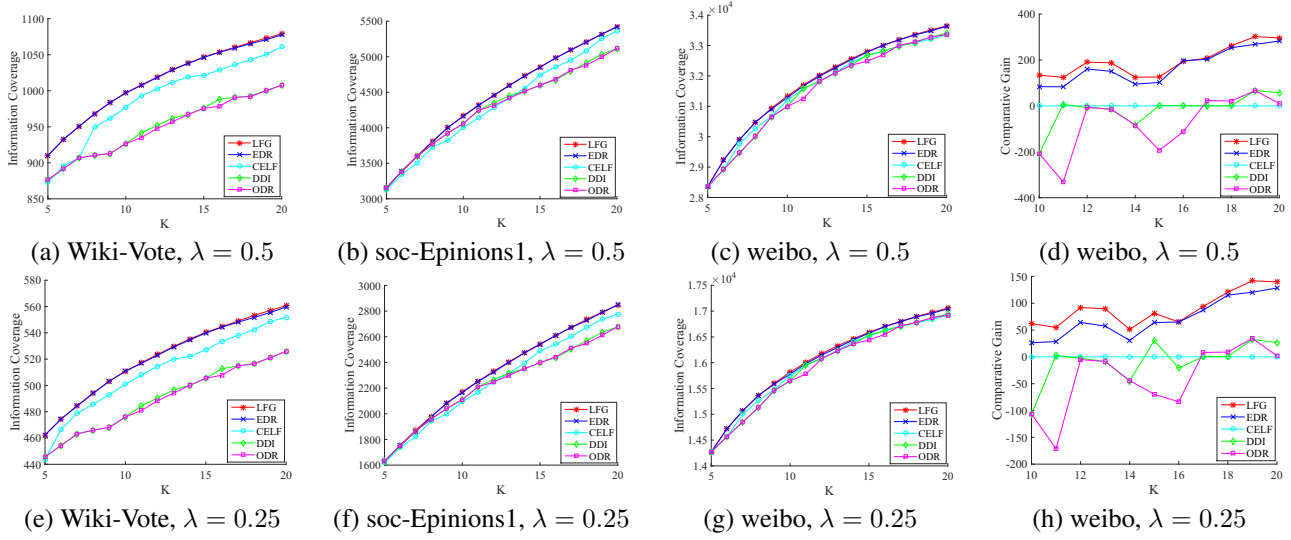 1100
1050
1000
950
900
850
Information Coverage
5
10
15
20
K
LFG
EDR
CELF
DDI
ODR
(a) Wiki-Vote, λ = 0.5
5500
5000
4500
4000
3500
3000
Information Coverage
5
10
15
20
K
LFG
EDR
CELF
DDI
ODR
(b) soc-Epinions1, λ = 0.5
×10⁴
3.4
3.3
3.2
3.1
3
2.9
2.8
Information Coverage
5
10
15
20
K
LFG
EDR
CELF
DDI
ODR
(c) weibo, λ = 0.5
400
200
0
-200
-400
Comparative Gain
10
12
14
16
18
20
K
LFG
EDR
CELF
DDI
ODR
(d) weibo, λ = 0.5
580
560
540
520
500
480
460
440
Information Coverage
5
10
15
20
K
LFG
EDR
CELF
DDI
ODR
(e) Wiki-Vote, λ = 0.25
3000
2800
2600
2400
2200
2000
1800
1600
Information Coverage
5
10
15
20
K
LFG
EDR
CELF
DDI
ODR
(f) soc-Epinions1, λ = 0.25
×10⁴
1.75
1.7
1.65
1.6
1.55
1.5
1.45
1.4
Information Coverage
5
10
15
20
K
LFG
EDR
CELF
DDI
ODR
(g) weibo, λ = 0.25
150
100
50
0
-50
-100
-150
-200
Comparative Gain
10
12
14
16
18
20
K
LFG
EDR
CELF
DDI
ODR
(h) weibo, λ = 0.25